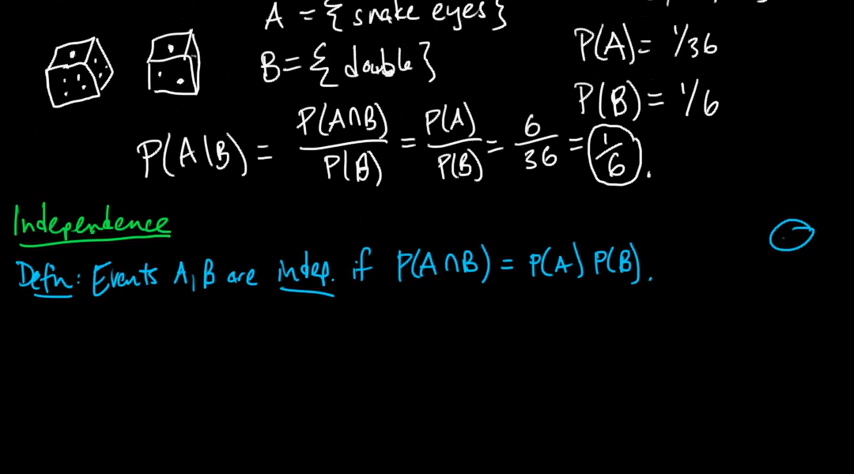 A = {snake eyes}
B = {double}
P(A) = 1/36
P(B) = 1/6
P(A|B) = P(A∩B)/P(B) = P(A)/P(B) = 6/36 = 1/6.
Independence
Defn: Events A, B are indep. if P(A∩B) = P(A) P(B).